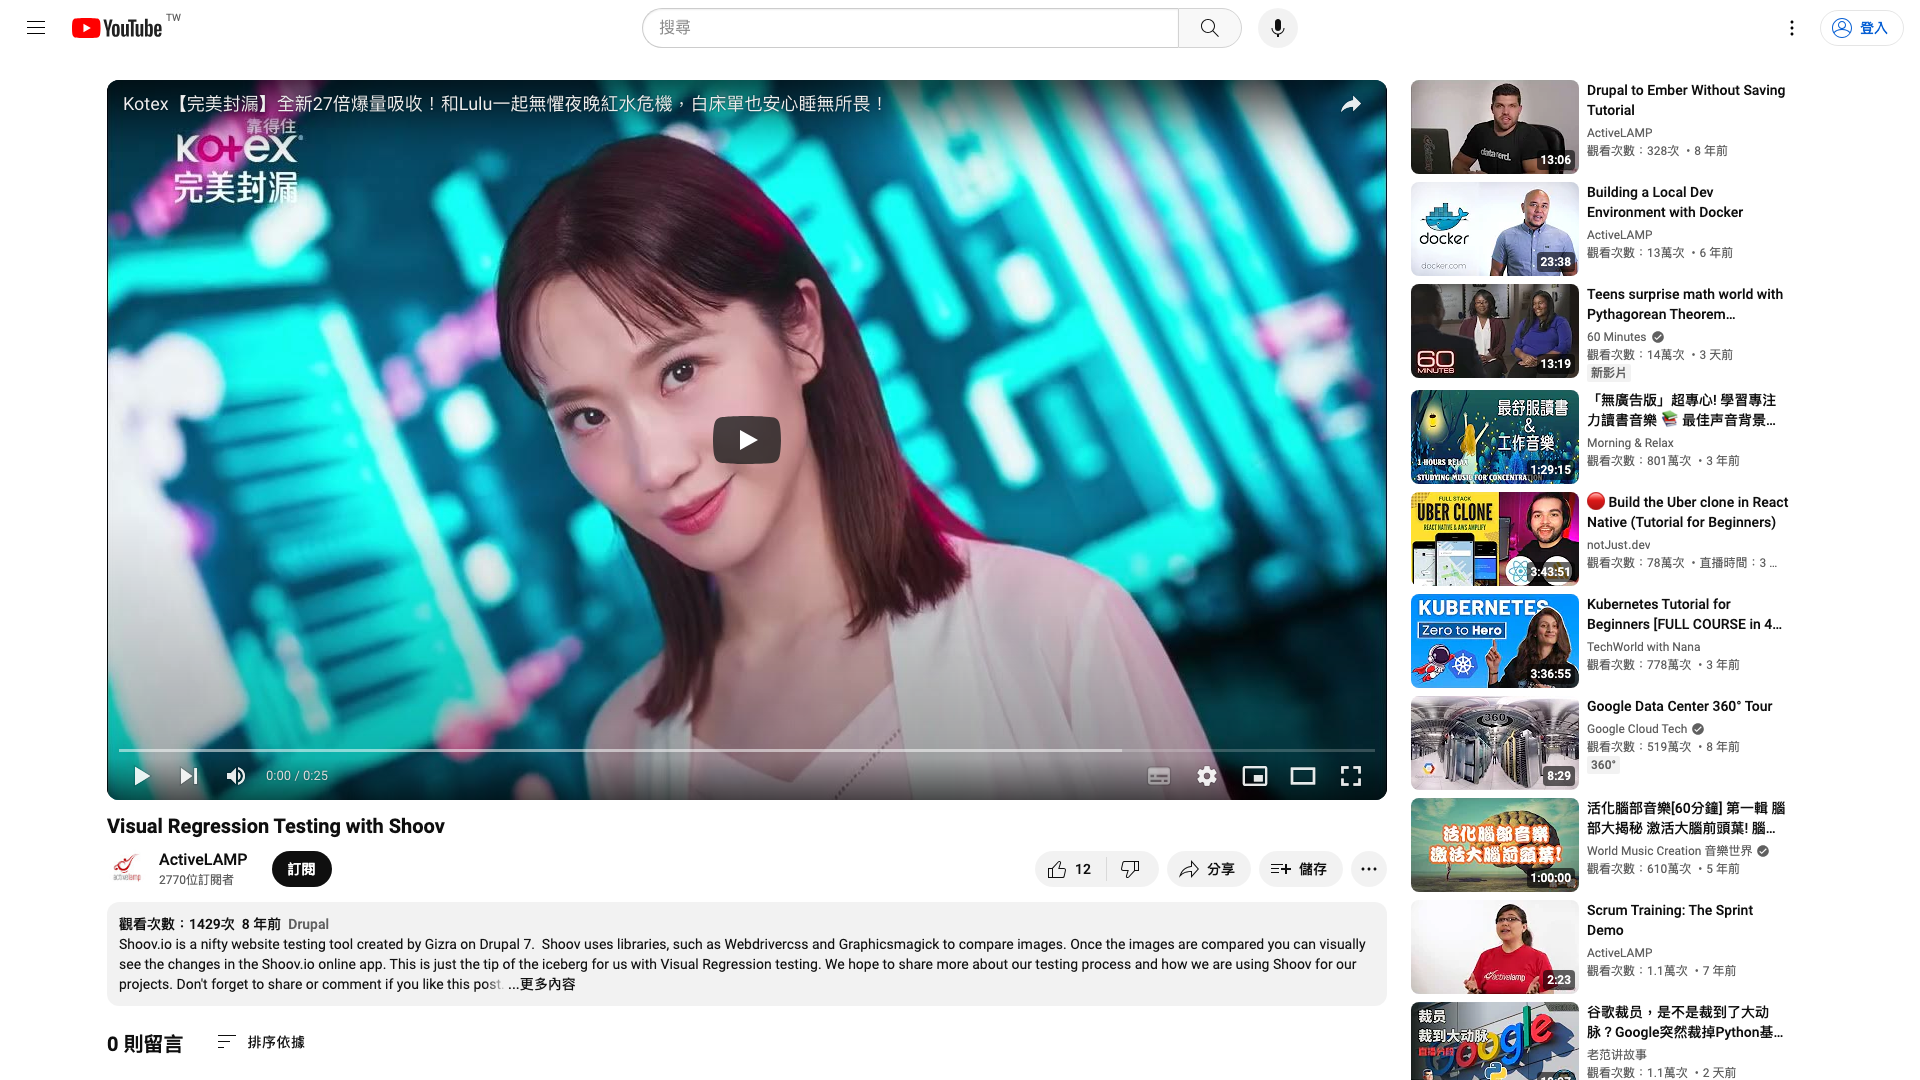 YouTube TW
搜尋
登入
Kotex【完美封漏】全新27倍爆量吸收！和Lulu一起無懼夜晚紅水危機，白床單也安心睡無所畏！
靠得住
KOTEX
完美封漏
0:00 / 0:25
Visual Regression Testing with Shoov
ActiveLAMP
2770位訂閱者
訂閱
12
分享
儲存
觀看次數：1429次 8 年前 Drupal
Shoov.io is a nifty website testing tool created by Gizra on Drupal 7. Shoov uses libraries, such as Webdrivercss and Graphicsmagick to compare images. Once the images are compared you can visually
see the changes in the Shoov.io online app. This is just the tip of the iceberg for us with Visual Regression testing. We hope to share more about our testing process and how we are using Shoov for our
projects. Don't forget to share or comment if you like this post. ...更多內容
0 則留言
排序依據
13:06
Drupal to Ember Without Saving
Tutorial
ActiveLAMP
觀看次數：328次 ・8 年前
docker
docker.com
23:38
Building a Local Dev
Environment with Docker
ActiveLAMP
觀看次數：13萬次 ・6 年前
60
MINUTES
13:19
Teens surprise math world with
Pythagorean Theorem...
60 Minutes
觀看次數：14萬次 ・3 天前
新影片
最舒服讀書
&
工作音樂
1 HOURS RELAX
STUDYING MUSIC FOR CONCENTRATION
1:29:15
「無廣告版」超專心! 學習專注
力讀書音樂 📚 最佳声音背景...
Morning & Relax
觀看次數：801萬次 ・3 年前
FULL STACK
UBER CLONE
REACT NATIVE & AWS AMPLIFY
3:43:51
🔴 Build the Uber clone in React
Native (Tutorial for Beginners)
notJust.dev
觀看次數：78萬次 ・直播時間：3 ...
KUBERNETES
Zero to Hero
3:36:55
Kubernetes Tutorial for
Beginners [FULL COURSE in 4...
TechWorld with Nana
觀看次數：778萬次 ・3 年前
360
8:29
Google Data Center 360° Tour
Google Cloud Tech
觀看次數：519萬次 ・8 年前
360°
活化腦部音樂
激活大腦前頭葉!
1:00:00
活化腦部音樂[60分鐘] 第一輯 腦
部大揭秘 激活大腦前頭葉! 腦...
World Music Creation 音樂世界
觀看次數：610萬次 ・5 年前
activelamp
2:23
Scrum Training: The Sprint
Demo
ActiveLAMP
觀看次數：1.1萬次 ・7 年前
裁员
裁到大动脉
Google
谷歌裁员，是不是裁到了大动
脉？Google突然裁掉Python基...
老范讲故事
觀看次數：1.1萬次 ・2 天前